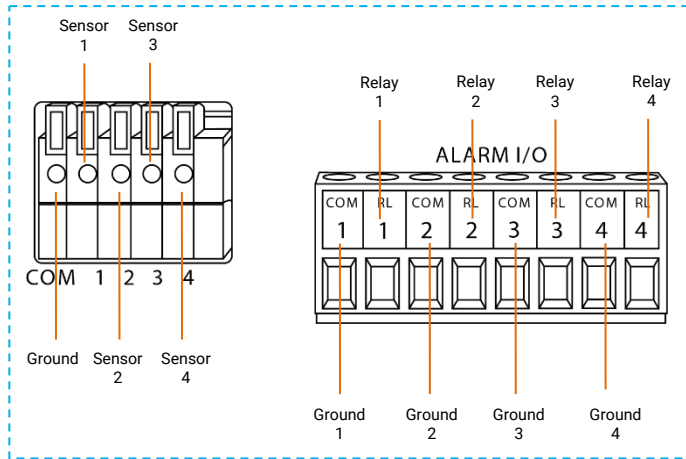 Sensor
1
Sensor
3
COM 1 2 3 4
Ground
Sensor
2
Sensor
4
Relay
1
Relay
2
Relay
3
Relay
4
ALARM I/O
COM RL COM RL COM RL COM RL
1 1 2 2 3 3 4 4
Ground
1
Ground
2
Ground
3
Ground
4